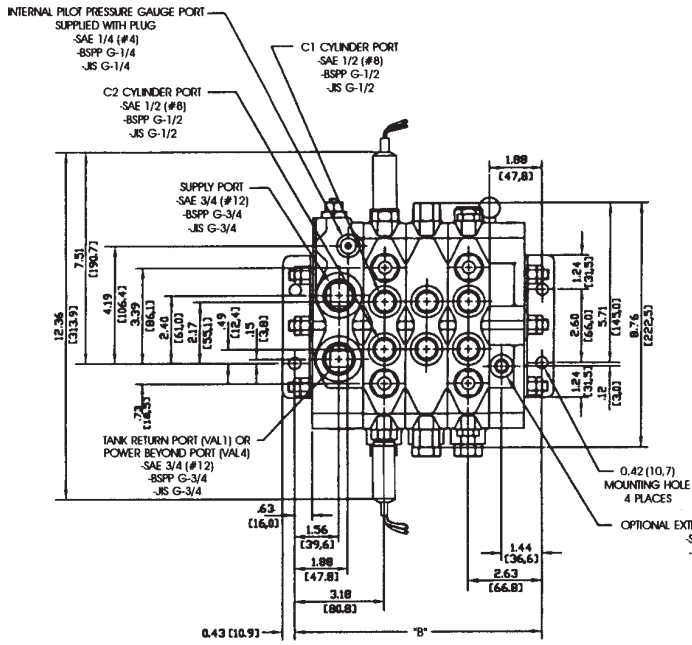 INTERNAL PILOT PRESSURE GAUGE PORT
SUPPLIED WITH PLUG
-SAE 1/4 (#4)
-BSPP G-1/4
-JIS G-1/4
C1 CYLINDER PORT
-SAE 1/2 (#8)
-BSPP G-1/2
-JIS G-1/2
C2 CYLINDER PORT
-SAE 1/2 (#8)
-BSPP G-1/2
-JIS G-1/2
SUPPLY PORT
-SAE 3/4 (#12)
-BSPP G-3/4
-JIS G-3/4
1.88
[47,8]
12.36
[313.9]
7.51
[190.7]
4.19
[106.4]
3.39
[86,1]
2.40
[61,0]
2.17
[55,1]
.49
[12,4]
.15
[3,8]
.73
[18,5]
1.24
[31,5]
2.60
[66,0]
5.71
[145,0]
8.76
[222,5]
1.24
[31,5]
.12
[3,0]
TANK RETURN PORT (VAL1) OR
POWER BEYOND PORT (VAL4)
-SAE 3/4 (#12)
-BSPP G-3/4
-JIS G-3/4
0.42 (10,7)
MOUNTING HOLE
4 PLACES
OPTIONAL EXT
-S
-
.63
[16,0]
1.56
[39,6]
1.88
[47.8]
3.18
[80.8]
1.44
[36,6]
2.63
[66.8]
0.43 [10.9]
"B"